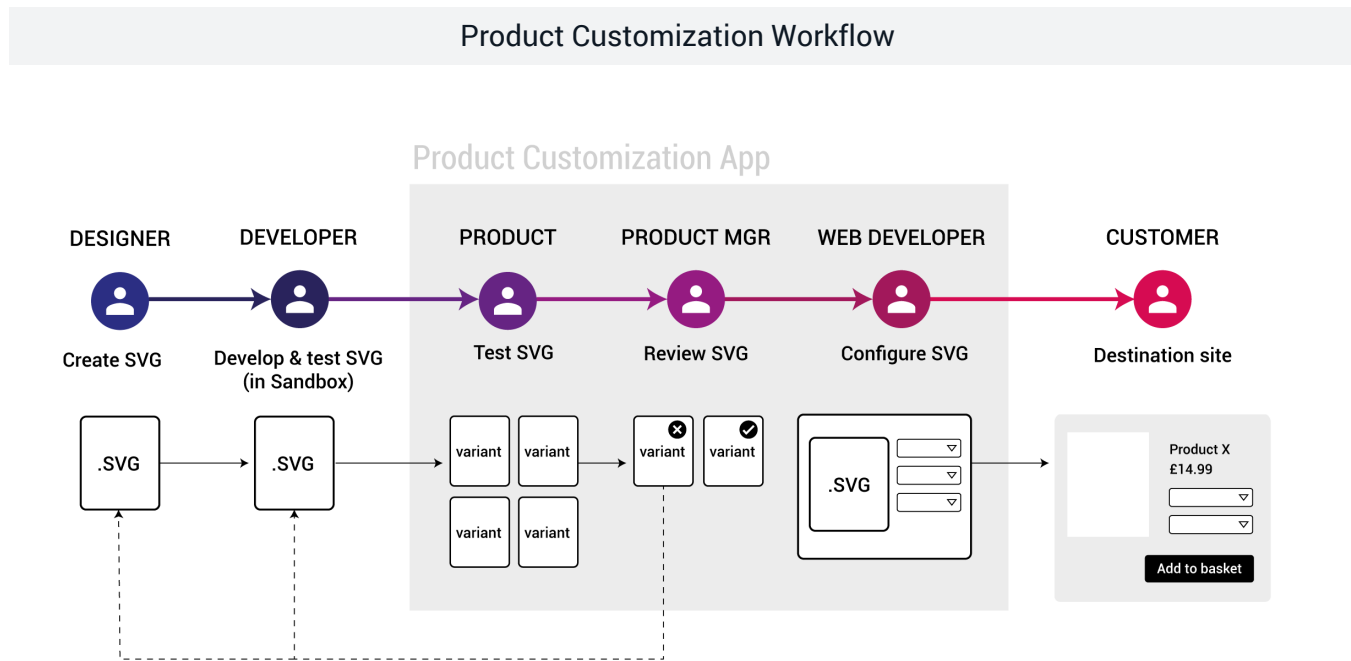 Product Customization Workflow
Product Customization App
DESIGNER
DEVELOPER
PRODUCT
PRODUCT MGR
WEB DEVELOPER
CUSTOMER
Create SVG
Develop & test SVG
(in Sandbox)
Test SVG
Review SVG
Configure SVG
Destination site
.SVG
.SVG
variant
variant
variant
variant
variant
variant
.SVG
Product X
£14.99
Add to basket